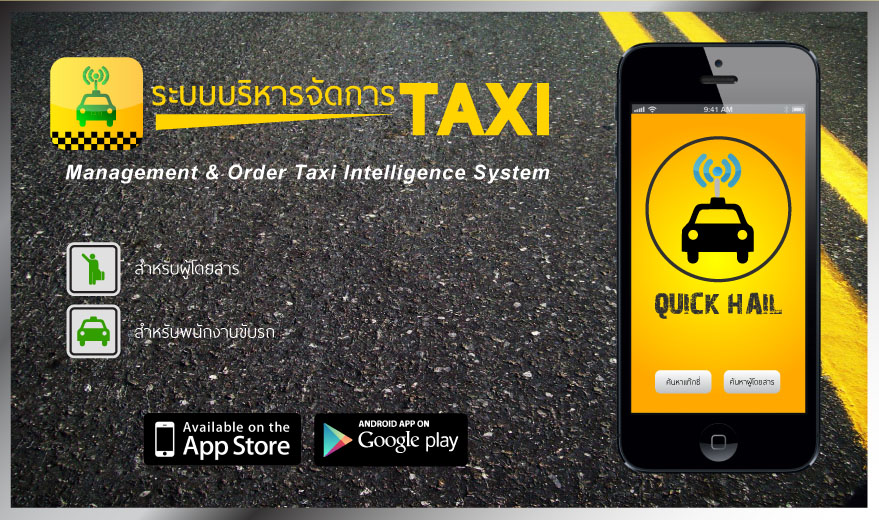 ระบบบริหารจัดการ TAXI
Management & Order Taxi Intelligence System
สำหรับผู้โดยสาร
สำหรับพนักงานขับรถ
Available on the
App Store
ANDROID APP ON
Google play
9:41 AM
QUICK HAIL
ค้นหาแท๊กซี่
ค้นหาผู้โดยสาร